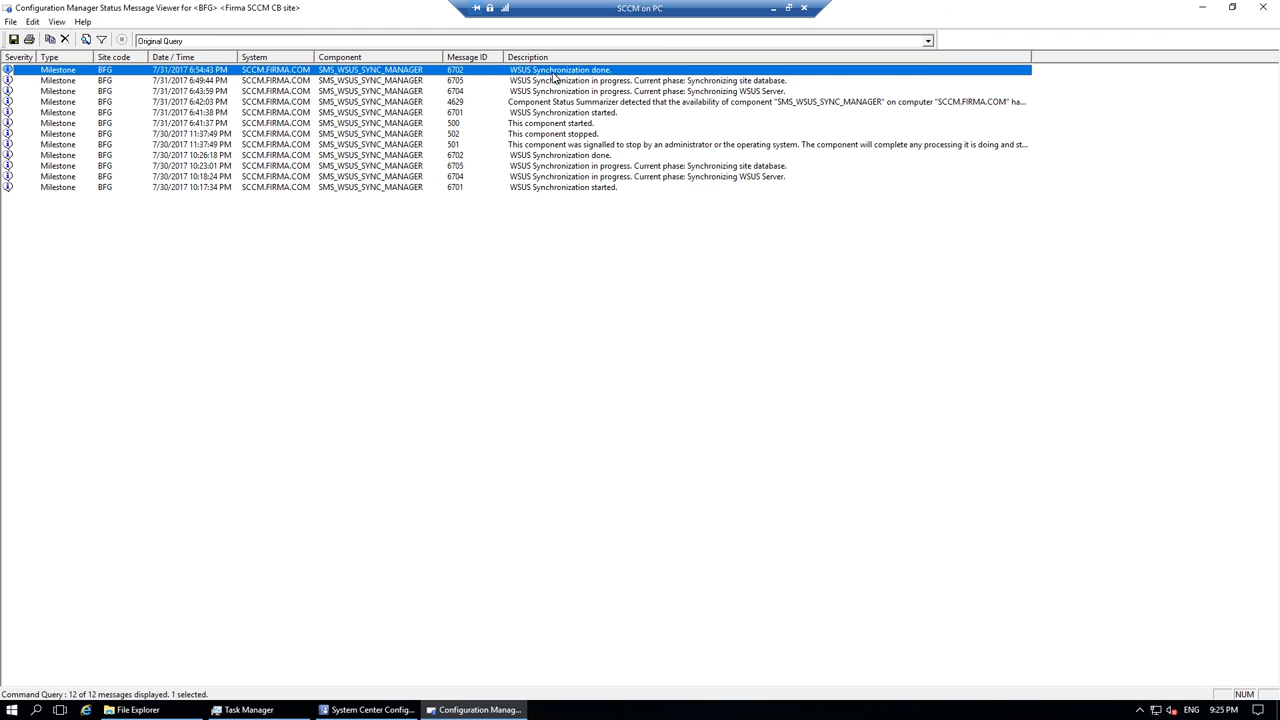 Configuration Manager Status Message Viewer for <BFG> <Firma SCCM CB site>
SCCM on PC
File Edit View Help
Original Query
Severity Type Site code Date / Time System Component Message ID Description
Milestone BFG 7/31/2017 6:54:43 PM SCCM.FIRMA.COM SMS_WSUS_SYNC_MANAGER 6702 WSUS Synchronization done.
Milestone BFG 7/31/2017 6:49:44 PM SCCM.FIRMA.COM SMS_WSUS_SYNC_MANAGER 6705 WSUS Synchronization in progress. Current phase: Synchronizing site database.
Milestone BFG 7/31/2017 6:43:59 PM SCCM.FIRMA.COM SMS_WSUS_SYNC_MANAGER 6704 WSUS Synchronization in progress. Current phase: Synchronizing WSUS Server.
Milestone BFG 7/31/2017 6:42:03 PM SCCM.FIRMA.COM SMS_WSUS_SYNC_MANAGER 4629 Component Status Summarizer detected that the availability of component "SMS_WSUS_SYNC_MANAGER" on computer "SCCM.FIRMA.COM" ha...
Milestone BFG 7/31/2017 6:41:38 PM SCCM.FIRMA.COM SMS_WSUS_SYNC_MANAGER 6701 WSUS Synchronization started.
Milestone BFG 7/31/2017 6:41:37 PM SCCM.FIRMA.COM SMS_WSUS_SYNC_MANAGER 500 This component started.
Milestone BFG 7/30/2017 11:37:49 PM SCCM.FIRMA.COM SMS_WSUS_SYNC_MANAGER 502 This component stopped.
Milestone BFG 7/30/2017 11:37:49 PM SCCM.FIRMA.COM SMS_WSUS_SYNC_MANAGER 501 This component was signalled to stop by an administrator or the operating system. The component will complete any processing it is doing and st...
Milestone BFG 7/30/2017 10:26:18 PM SCCM.FIRMA.COM SMS_WSUS_SYNC_MANAGER 6702 WSUS Synchronization done.
Milestone BFG 7/30/2017 10:23:01 PM SCCM.FIRMA.COM SMS_WSUS_SYNC_MANAGER 6705 WSUS Synchronization in progress. Current phase: Synchronizing site database.
Milestone BFG 7/30/2017 10:18:24 PM SCCM.FIRMA.COM SMS_WSUS_SYNC_MANAGER 6704 WSUS Synchronization in progress. Current phase: Synchronizing WSUS Server.
Milestone BFG 7/30/2017 10:17:34 PM SCCM.FIRMA.COM SMS_WSUS_SYNC_MANAGER 6701 WSUS Synchronization started.
Command Query : 12 of 12 messages displayed. 1 selected.
NUM
File Explorer Task Manager System Center Config... Configuration Manag... ENG 9:25 PM